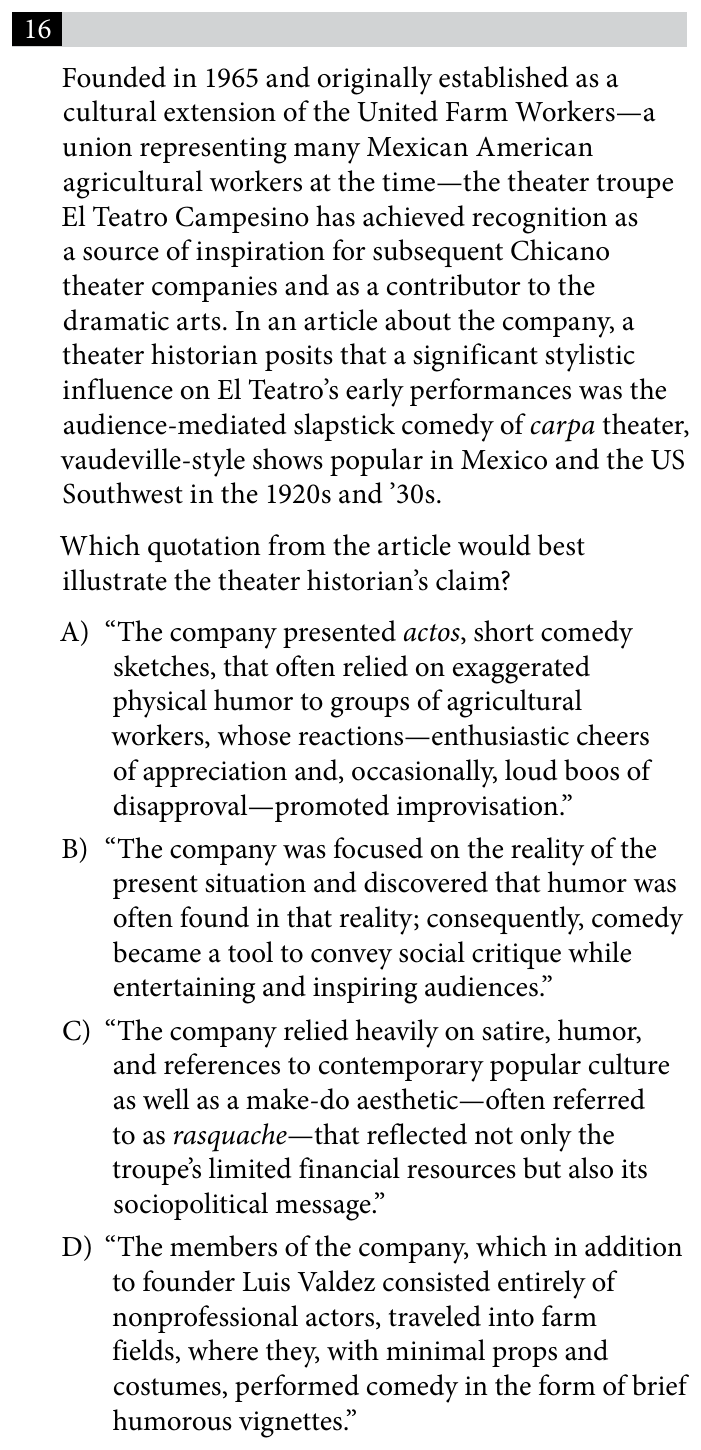 16
Founded in 1965 and originally established as a
cultural extension of the United Farm Workers—a
union representing many Mexican American
agricultural workers at the time—the theater troupe
El Teatro Campesino has achieved recognition as
a source of inspiration for subsequent Chicano
theater companies and as a contributor to the
dramatic arts. In an article about the company, a
theater historian posits that a significant stylistic
influence on El Teatro’s early performances was the
audience-mediated slapstick comedy of carpa theater,
vaudeville-style shows popular in Mexico and the US
Southwest in the 1920s and ’30s.
Which quotation from the article would best
illustrate the theater historian’s claim?
A) “The company presented actos, short comedy
sketches, that often relied on exaggerated
physical humor to groups of agricultural
workers, whose reactions—enthusiastic cheers
of appreciation and, occasionally, loud boos of
disapproval—promoted improvisation.”
B) “The company was focused on the reality of the
present situation and discovered that humor was
often found in that reality; consequently, comedy
became a tool to convey social critique while
entertaining and inspiring audiences.”
C) “The company relied heavily on satire, humor,
and references to contemporary popular culture
as well as a make-do aesthetic—often referred
to as rasquache—that reflected not only the
troupe’s limited financial resources but also its
sociopolitical message.”
D) “The members of the company, which in addition
to founder Luis Valdez consisted entirely of
nonprofessional actors, traveled into farm
fields, where they, with minimal props and
costumes, performed comedy in the form of brief
humorous vignettes.”